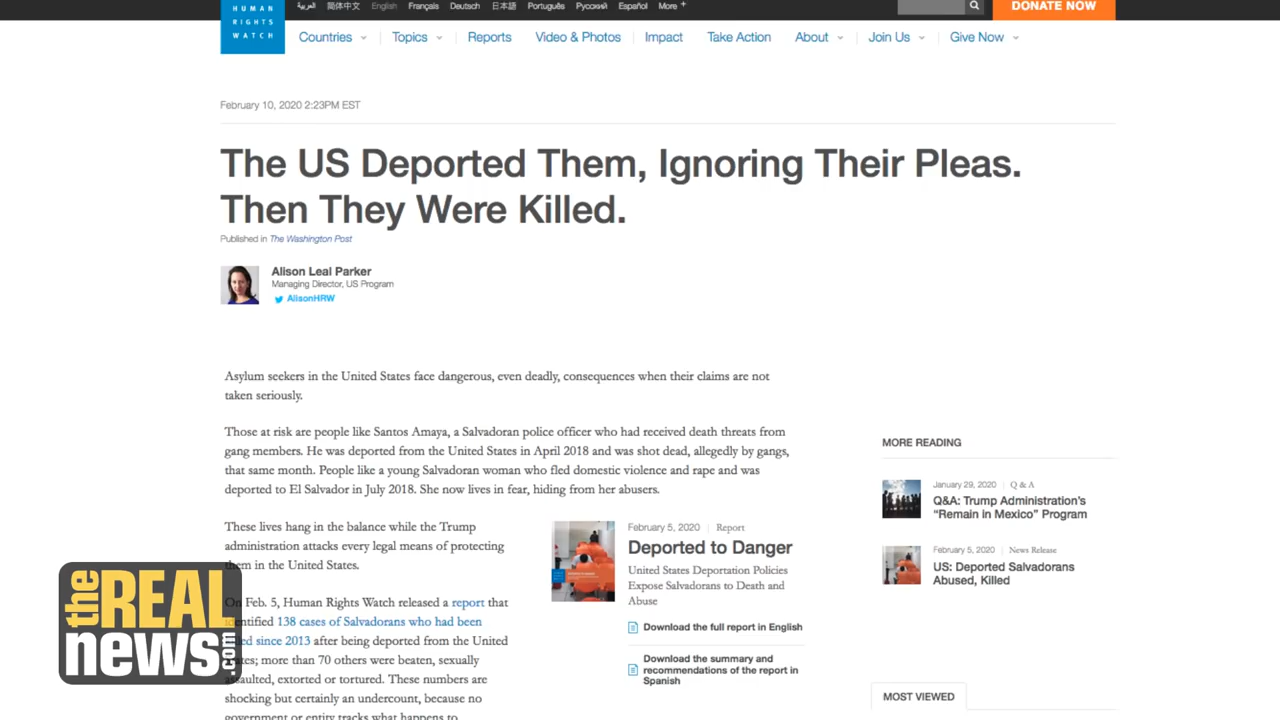 HUMAN
RIGHTS
WATCH
العربية 简体中文 English Français Deutsch 日本語 Português Русский Español More +
DONATE NOW
Countries Topics Reports Video & Photos Impact Take Action About Join Us Give Now
February 10, 2020 2:23PM EST
The US Deported Them, Ignoring Their Pleas.
Then They Were Killed.
Published in The Washington Post
Alison Leal Parker
Managing Director, US Program
AlisonHRW
Asylum seekers in the United States face dangerous, even deadly, consequences when their claims are not
taken seriously.
Those at risk are people like Santos Amaya, a Salvadoran police officer who had received death threats from
gang members. He was deported from the United States in April 2018 and was shot dead, allegedly by gangs,
that same month. People like a young Salvadoran woman who fled domestic violence and rape and was
deported to El Salvador in July 2018. She now lives in fear, hiding from her abusers.
These lives hang in the balance while the Trump
administration attacks every legal means of protecting
them in the United States.
On Feb. 5, Human Rights Watch released a report that
identified 138 cases of Salvadorans who had been
since 2013 after being deported from the United
more than 70 others were beaten, sexually
assaulted, extorted or tortured. These numbers are
shocking but certainly an undercount, because no
government or entity tracks what happens to
February 5, 2020 | Report
Deported to Danger
United States Deportation Policies
Expose Salvadorans to Death and
Abuse
Download the full report in English
Download the summary and
recommendations of the report in
Spanish
MORE READING
January 29, 2020 | Q & A
Q&A: Trump Administration's
“Remain in Mexico” Program
February 5, 2020 | News Release
US: Deported Salvadorans
Abused, Killed
MOST VIEWED
the REAL
news.com